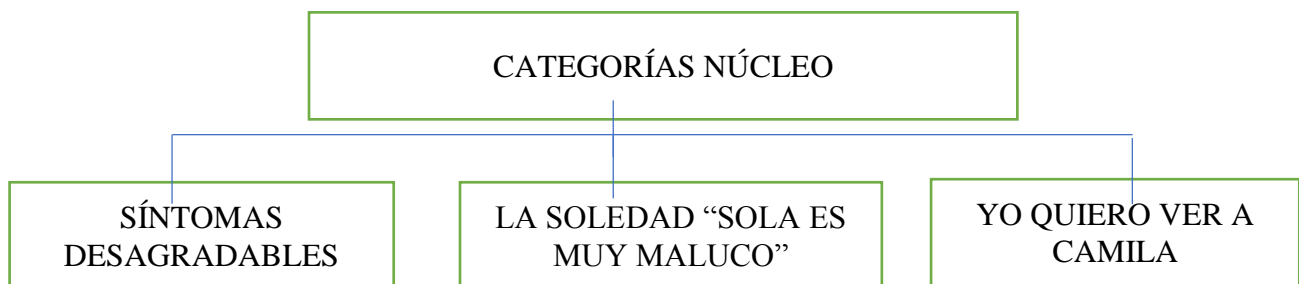 CATEGORÍAS NÚCLEO
SÍNTOMAS
DESAGRADABLES
LA SOLEDAD “SOLA ES
MUY MALUCO”
YO QUIERO VER A
CAMILA